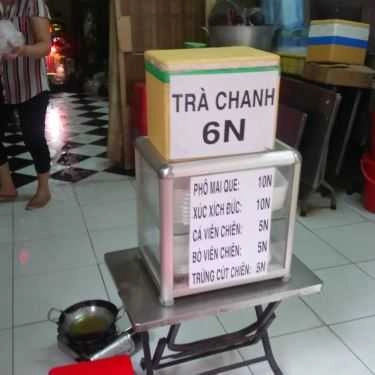 TRÀ CHANH
6N
PHÔ MAI QUE: 10N
XÚC XÍCH ĐỨC: 10N
CÁ VIÊN CHIÊN: 5N
BÒ VIÊN CHIÊN: 5N
TRỨNG CÚT CHIÊN: 5N